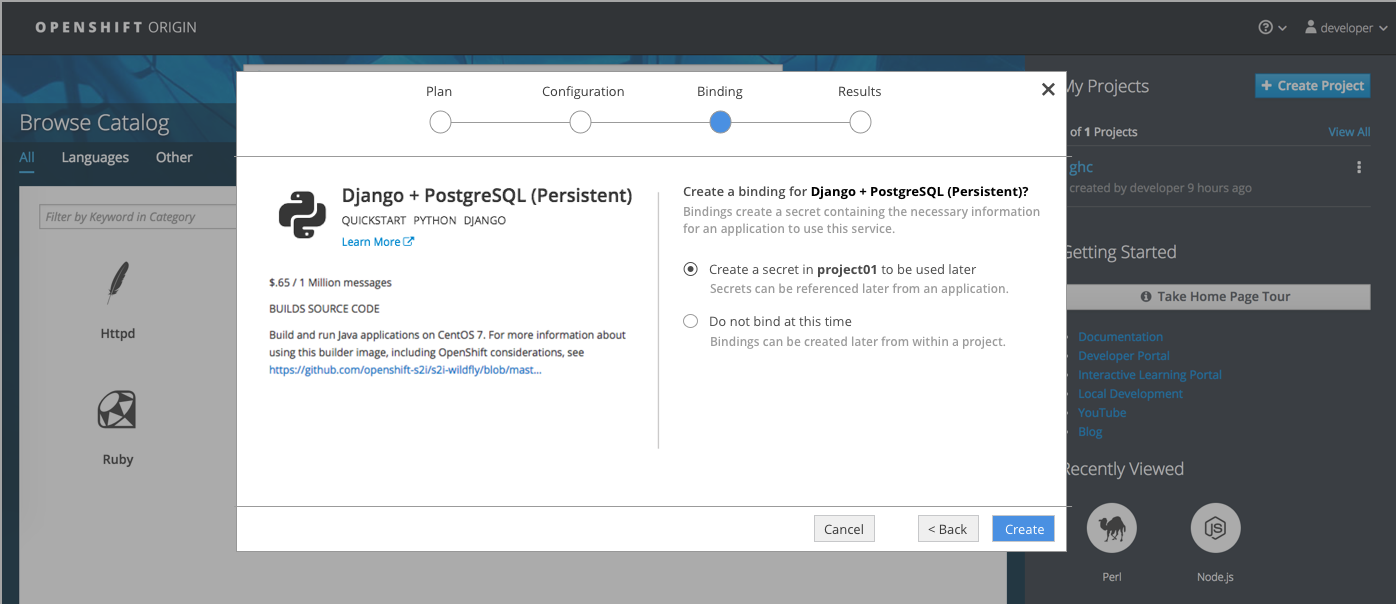 OPENSHIFT ORIGIN
developer
Browse Catalog
All Languages Other
Filter by Keyword in Category
Httpd
Ruby
Plan Configuration Binding Results
Django + PostgreSQL (Persistent)
QUICKSTART PYTHON DJANGO
Learn More
$.65 / 1 Million messages
BUILDS SOURCE CODE
Build and run Java applications on CentOS 7. For more information about
using this builder image, including OpenShift considerations, see
https://github.com/openshift-s2i/s2i-wildfly/blob/mast...
Create a binding for Django + PostgreSQL (Persistent)?
Bindings create a secret containing the necessary information
for an application to use this service.
Create a secret in project01 to be used later
Secrets can be referenced later from an application.
Do not bind at this time
Bindings can be created later from within a project.
Cancel
< Back
Create
My Projects
+ Create Project
of 1 Projects
View All
ghc
created by developer 9 hours ago
Getting Started
Take Home Page Tour
Documentation
Developer Portal
Interactive Learning Portal
Local Development
YouTube
Blog
Recently Viewed
Perl
Node.js